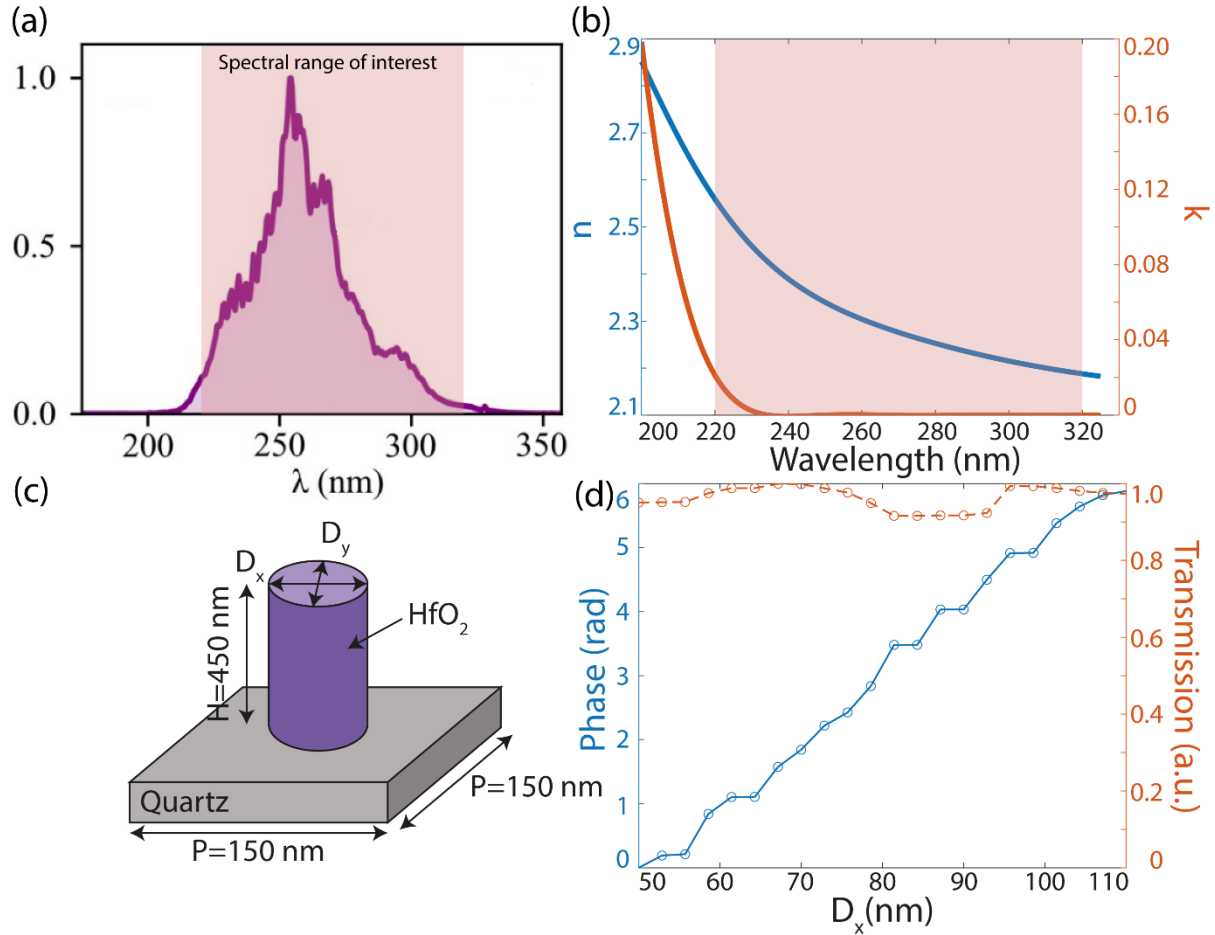 (a)
Spectral range of interest
1.0
0.5
0.0
200
250
300
350
λ (nm)
(b)
n
2.9
2.7
2.5
2.3
2.1
0.20
0.16
0.12
0.08
0.04
0
k
200
220
240
260
280
300
320
Wavelength (nm)
(c)
Dy
Dx
HfO2
H=450 nm
Quartz
P=150 nm
P=150 nm
(d)
Phase (rad)
6
5
4
3
2
1
0
1.0
0.8
0.6
0.4
0.2
0
Transmission (a.u.)
50
60
70
80
90
100
110
Dx(nm)